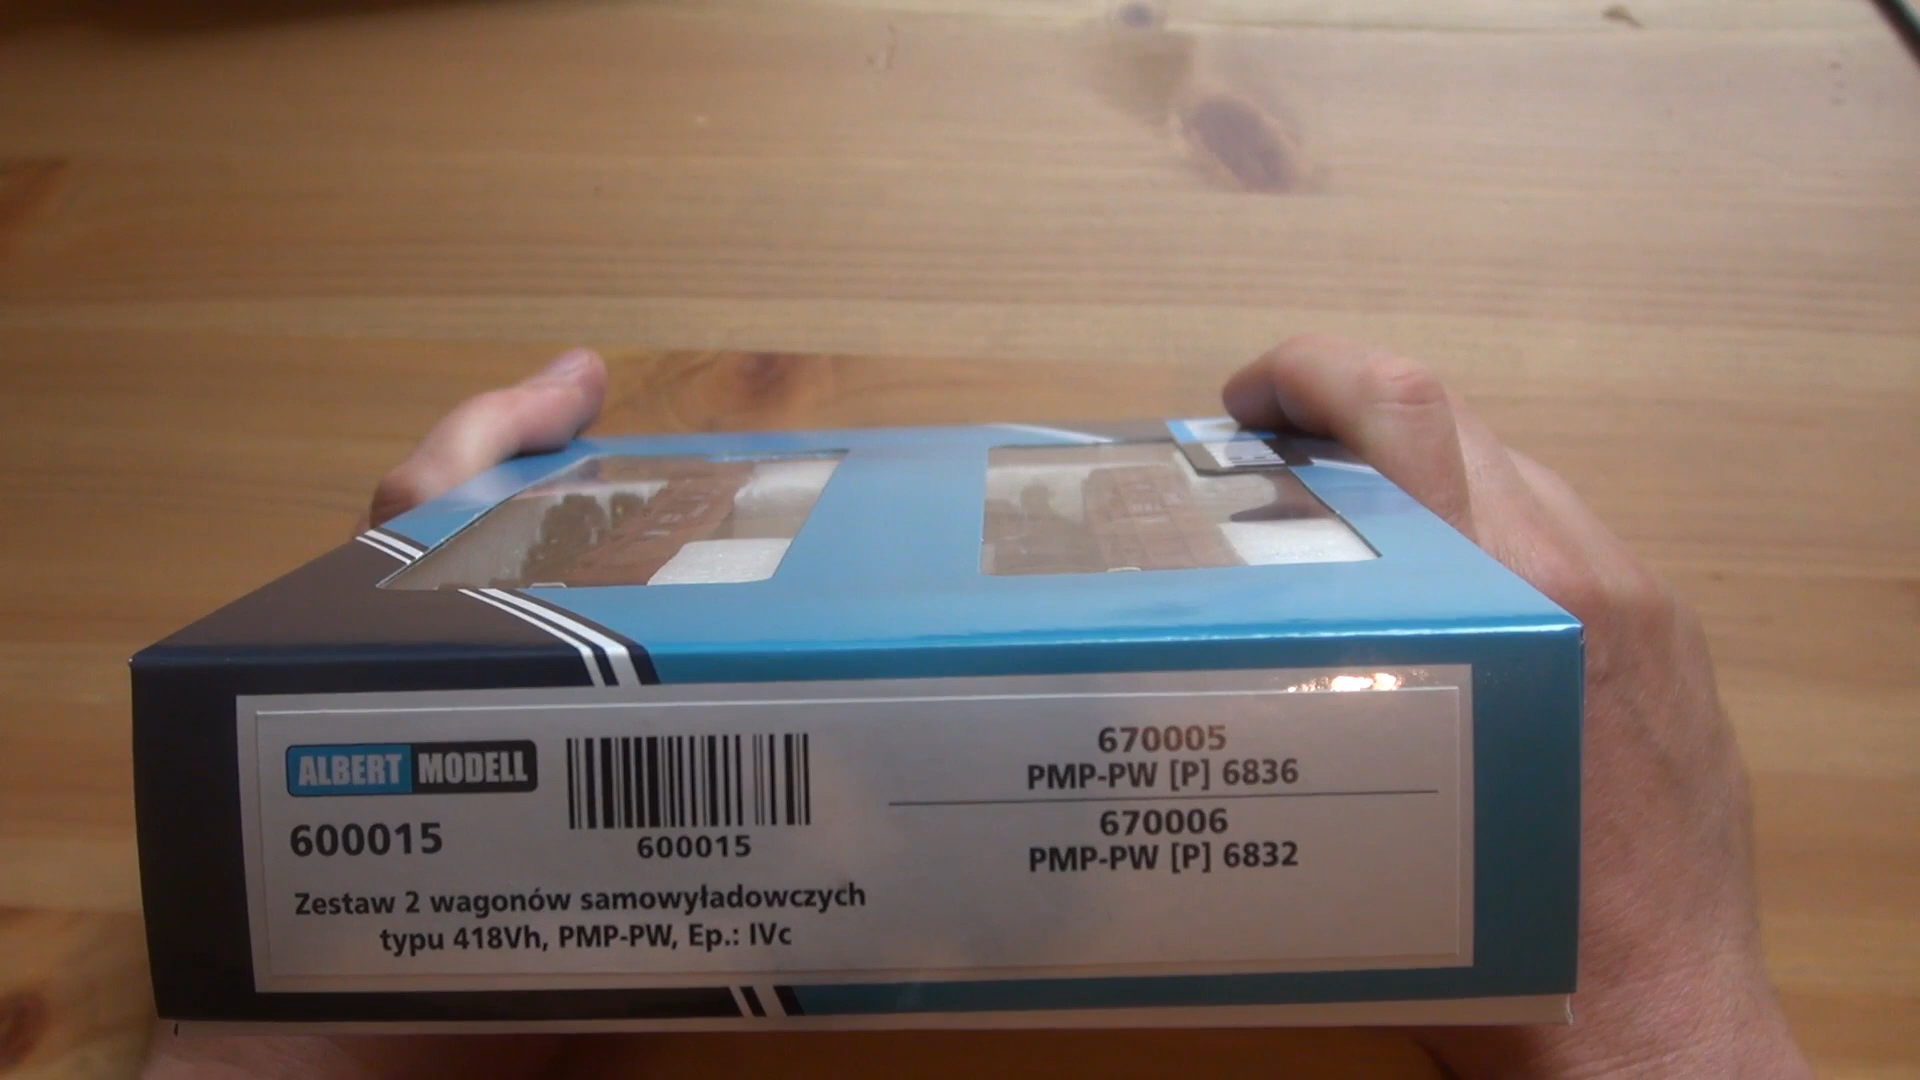 ALBERT MODELL
600015
600015
Zestaw 2 wagonów samowyładowczych
typu 418Vh, PMP-PW, Ep.: IVc
670005
PMP-PW [P] 6836
670006
PMP-PW [P] 6832